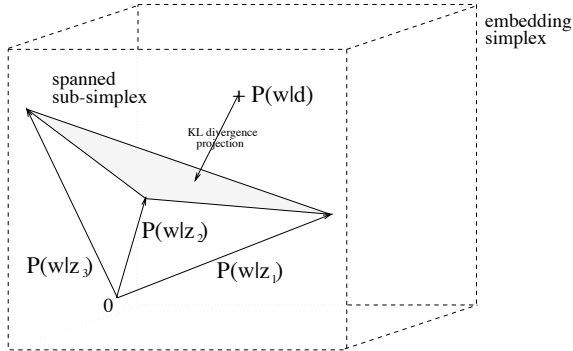 embedding
simplex
spanned
sub-simplex
P(w|d)
KL divergence
projection
P(w|z₂)
P(w|z₃)
P(w|z₁)
0